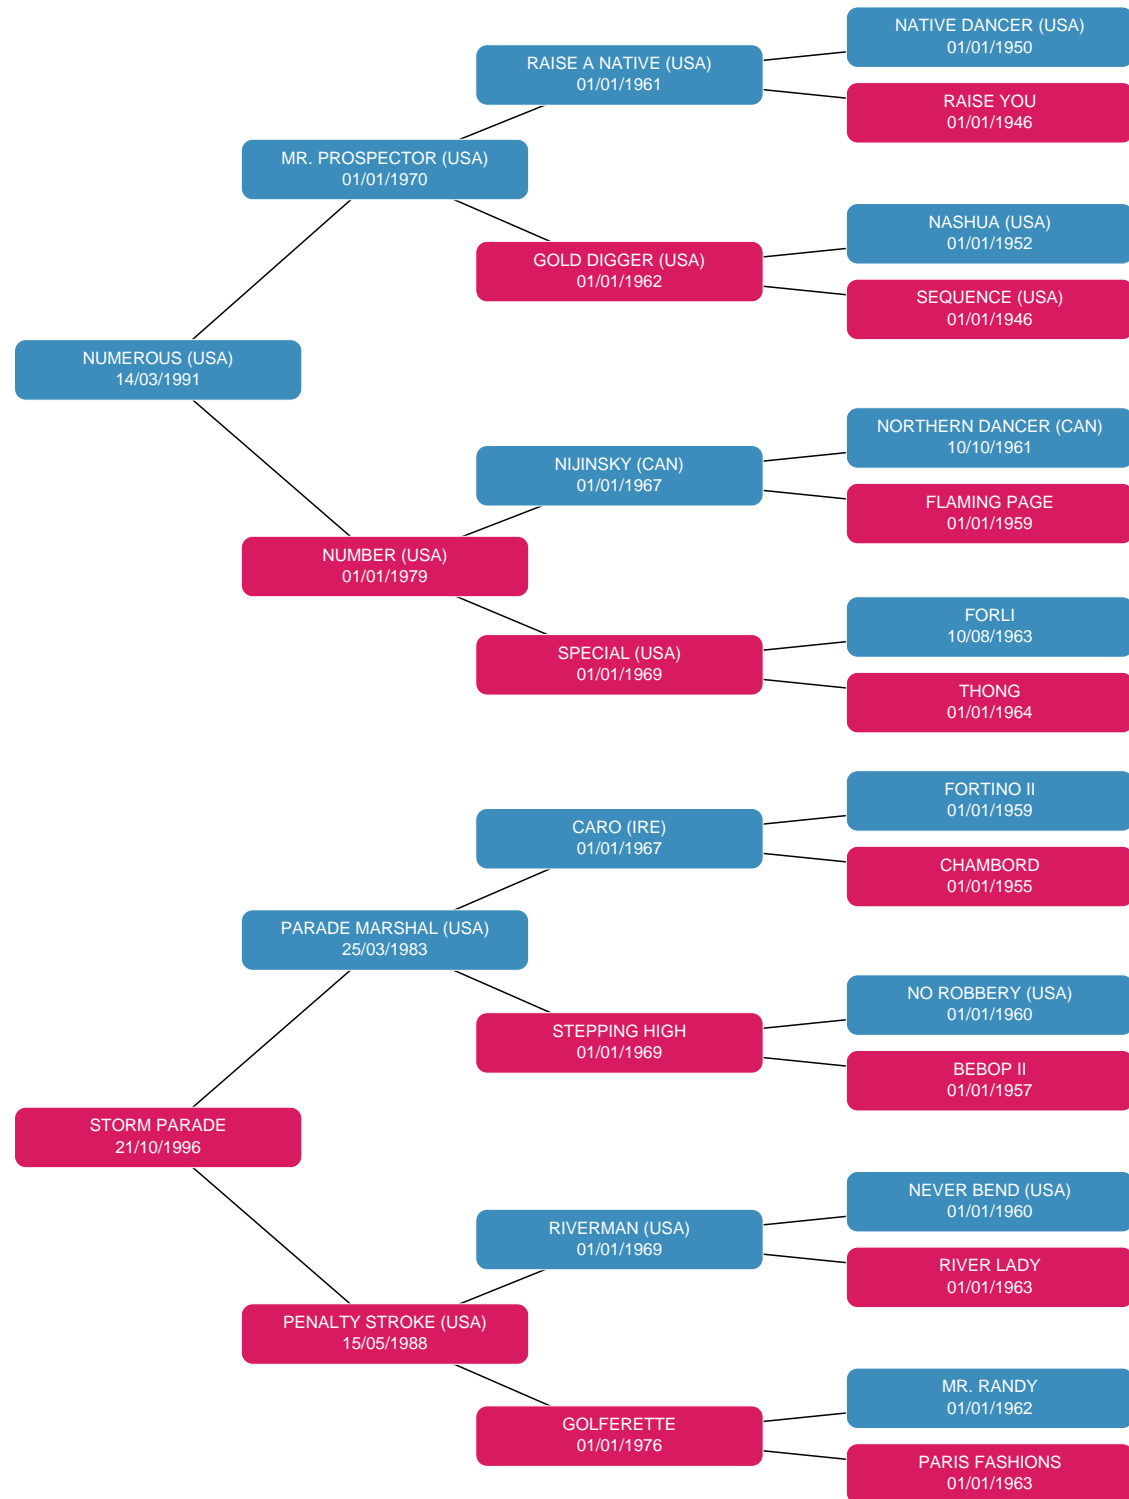 NATIVE DANCER (USA)
01/01/1950
RAISE A NATIVE (USA)
01/01/1961
RAISE YOU
01/01/1946
MR. PROSPECTOR (USA)
01/01/1970
NASHUA (USA)
01/01/1952
GOLD DIGGER (USA)
01/01/1962
SEQUENCE (USA)
01/01/1946
NUMEROUS (USA)
14/03/1991
NORTHERN DANCER (CAN)
10/10/1961
NIJINSKY (CAN)
01/01/1967
FLAMING PAGE
01/01/1959
NUMBER (USA)
01/01/1979
FORLI
10/08/1963
SPECIAL (USA)
01/01/1969
THONG
01/01/1964
FORTINO II
01/01/1959
CARO (IRE)
01/01/1967
CHAMBORD
01/01/1955
PARADE MARSHAL (USA)
25/03/1983
NO ROBBERY (USA)
01/01/1960
STEPPING HIGH
01/01/1969
BEBOP II
01/01/1957
STORM PARADE
21/10/1996
NEVER BEND (USA)
01/01/1960
RIVERMAN (USA)
01/01/1969
RIVER LADY
01/01/1963
PENALTY STROKE (USA)
15/05/1988
MR. RANDY
01/01/1962
GOLFERETTE
01/01/1976
PARIS FASHIONS
01/01/1963